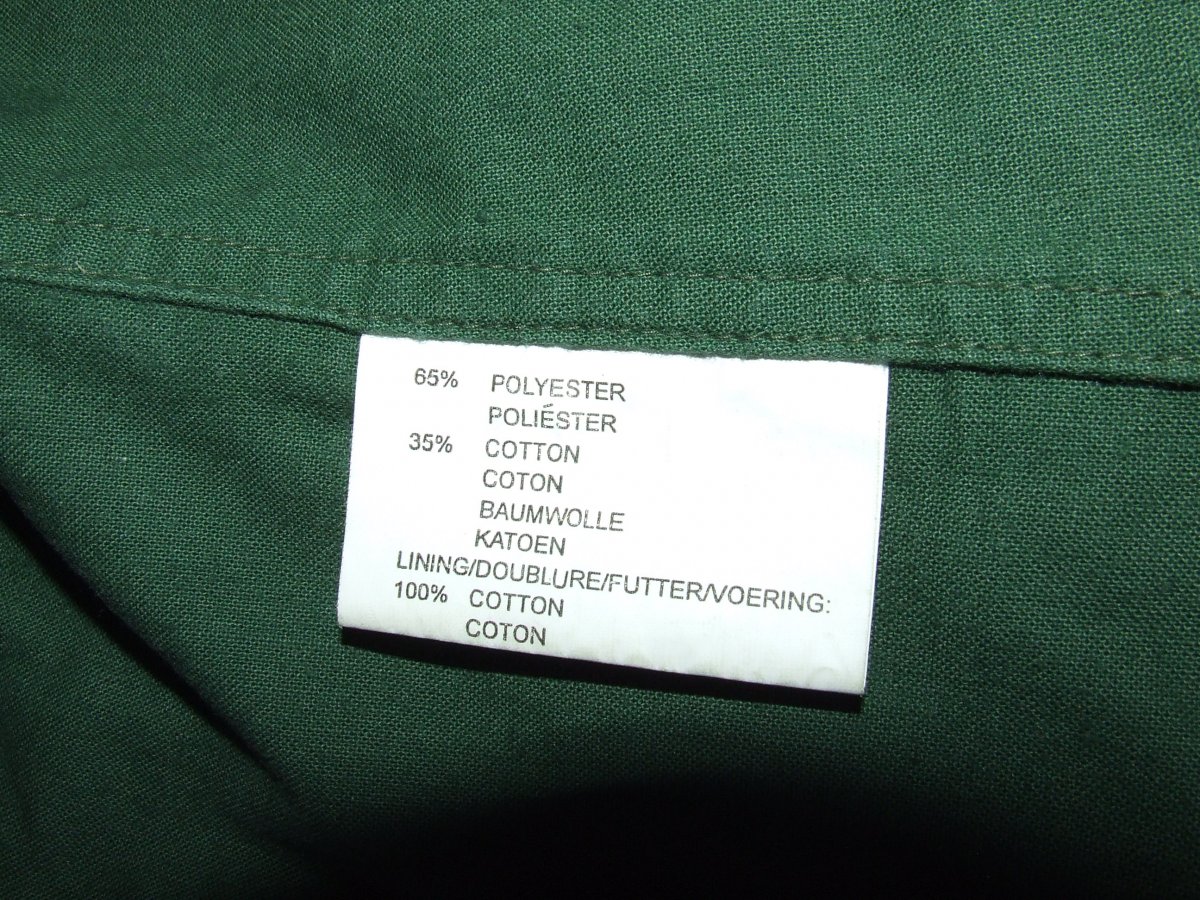 65% POLYESTER
POLIÉSTER
35% COTTON
COTON
BAUMWOLLE
KATOEN
LINING/DOUBLURE/FUTTER/VOERING:
100% COTTON
COTON